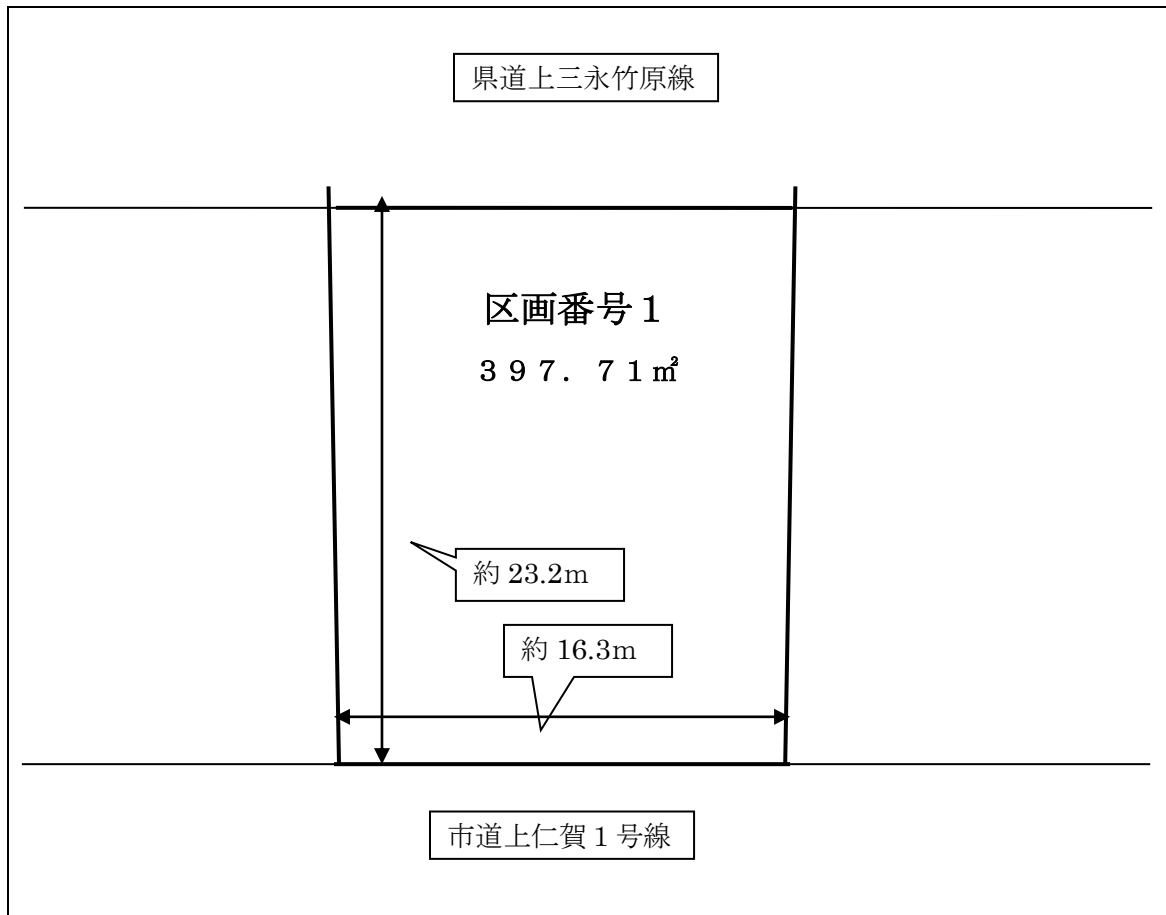 県道上三永竹原線
区画番号１
３９７．７１㎡
約 23.2m
約 16.3m
市道上仁賀 1 号線